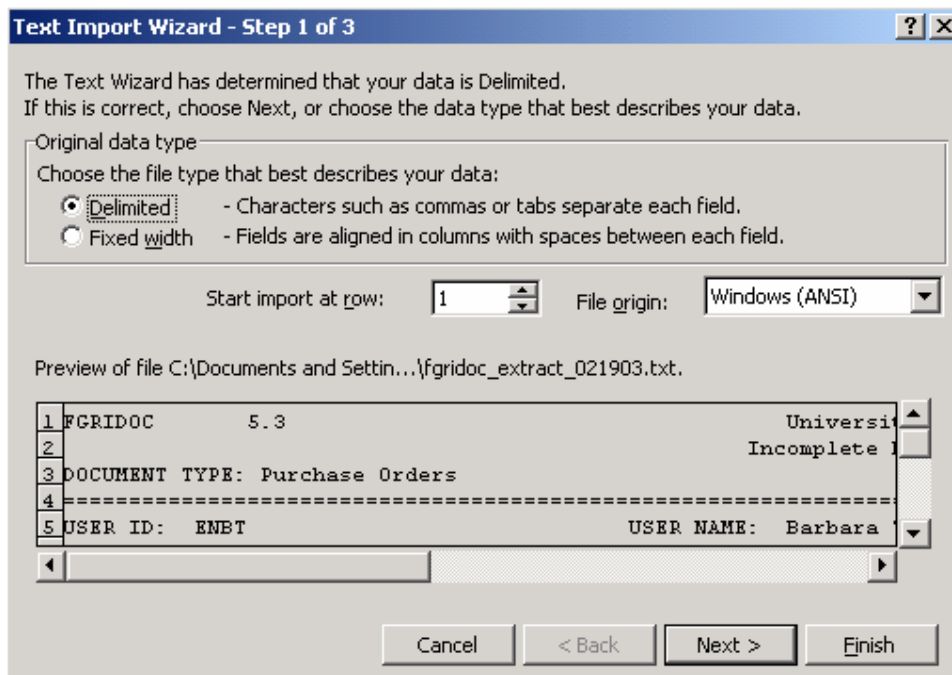 Text Import Wizard - Step 1 of 3
The Text Wizard has determined that your data is Delimited.
If this is correct, choose Next, or choose the data type that best describes your data.
Original data type
Choose the file type that best describes your data:
Delimited - Characters such as commas or tabs separate each field.
Fixed width - Fields are aligned in columns with spaces between each field.
Start import at row: 1 File origin: Windows (ANSI)
Preview of file C:\Documents and Settin...\fgridoc_extract_021903.txt.
1 FGRIDOC 5.3 Universit
2 Incomplete
3 DOCUMENT TYPE: Purchase Orders
4 ================================================================================
5 USER ID: ENBT USER NAME: Barbara
Cancel < Back Next > Finish